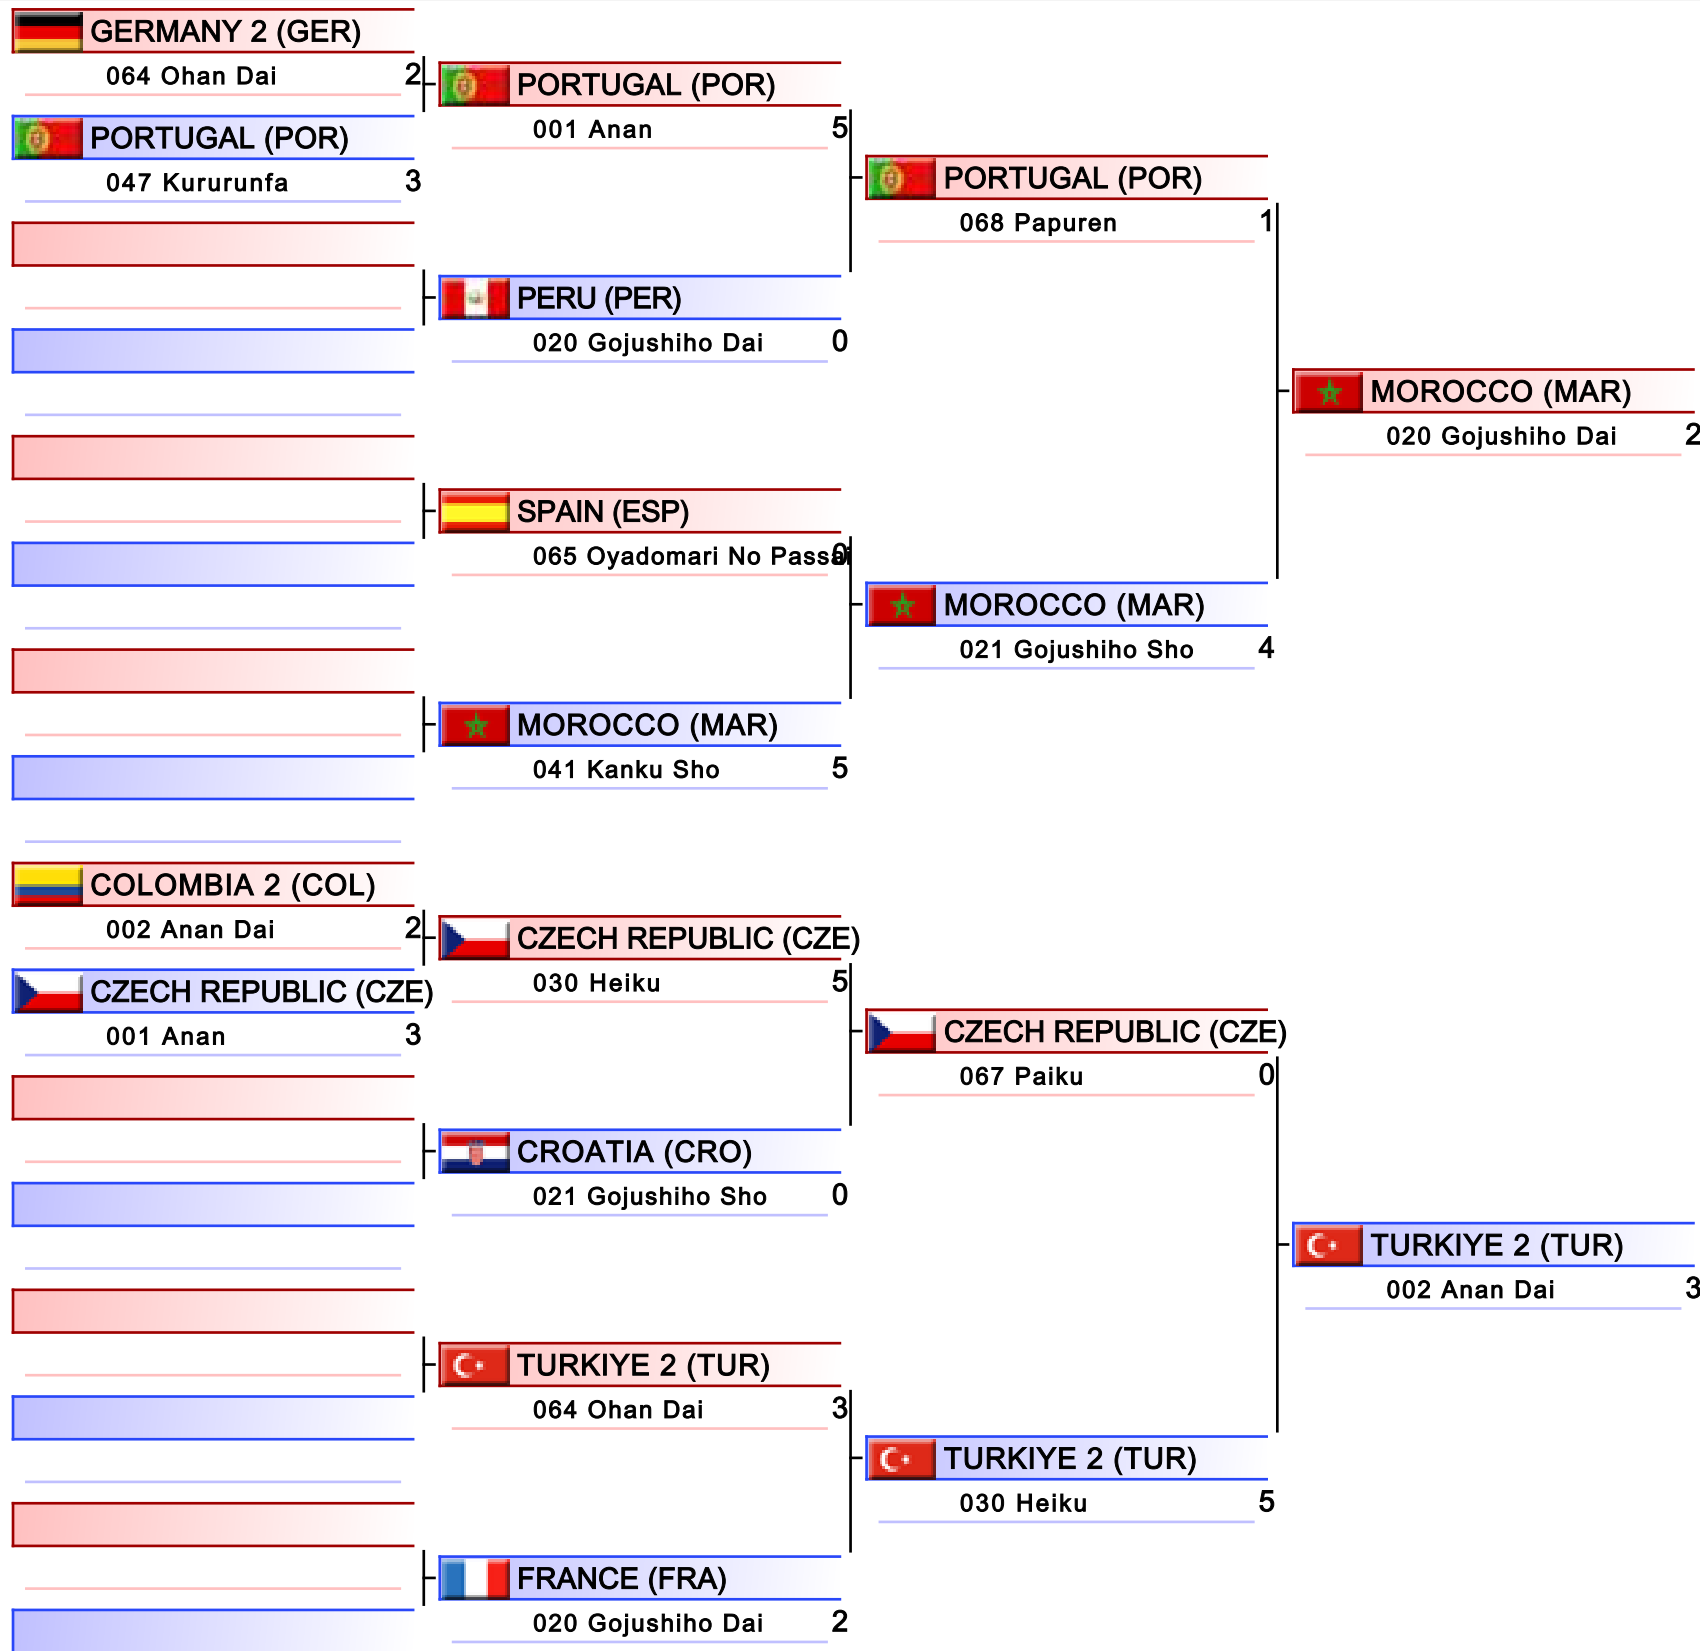 GERMANY 2 (GER)
064 Ohan Dai 2
PORTUGAL (POR)
047 Kururunfa 3
COLOMBIA 2 (COL)
002 Anan Dai 2
CZECH REPUBLIC (CZE)
001 Anan 3
PORTUGAL (POR)
001 Anan 5
PERU (PER)
020 Gojushiho Dai 0
SPAIN (ESP)
065 Oyadomari No Passai 0
MOROCCO (MAR)
041 Kanku Sho 5
CZECH REPUBLIC (CZE)
030 Heiku 5
CROATIA (CRO)
021 Gojushiho Sho 0
TURKIYE 2 (TUR)
064 Ohan Dai 3
FRANCE (FRA)
020 Gojushiho Dai 2
PORTUGAL (POR)
068 Papuren 1
MOROCCO (MAR)
021 Gojushiho Sho 4
CZECH REPUBLIC (CZE)
067 Paiku 0
TURKIYE 2 (TUR)
030 Heiku 5
MOROCCO (MAR)
020 Gojushiho Dai 2
TURKIYE 2 (TUR)
002 Anan Dai 3